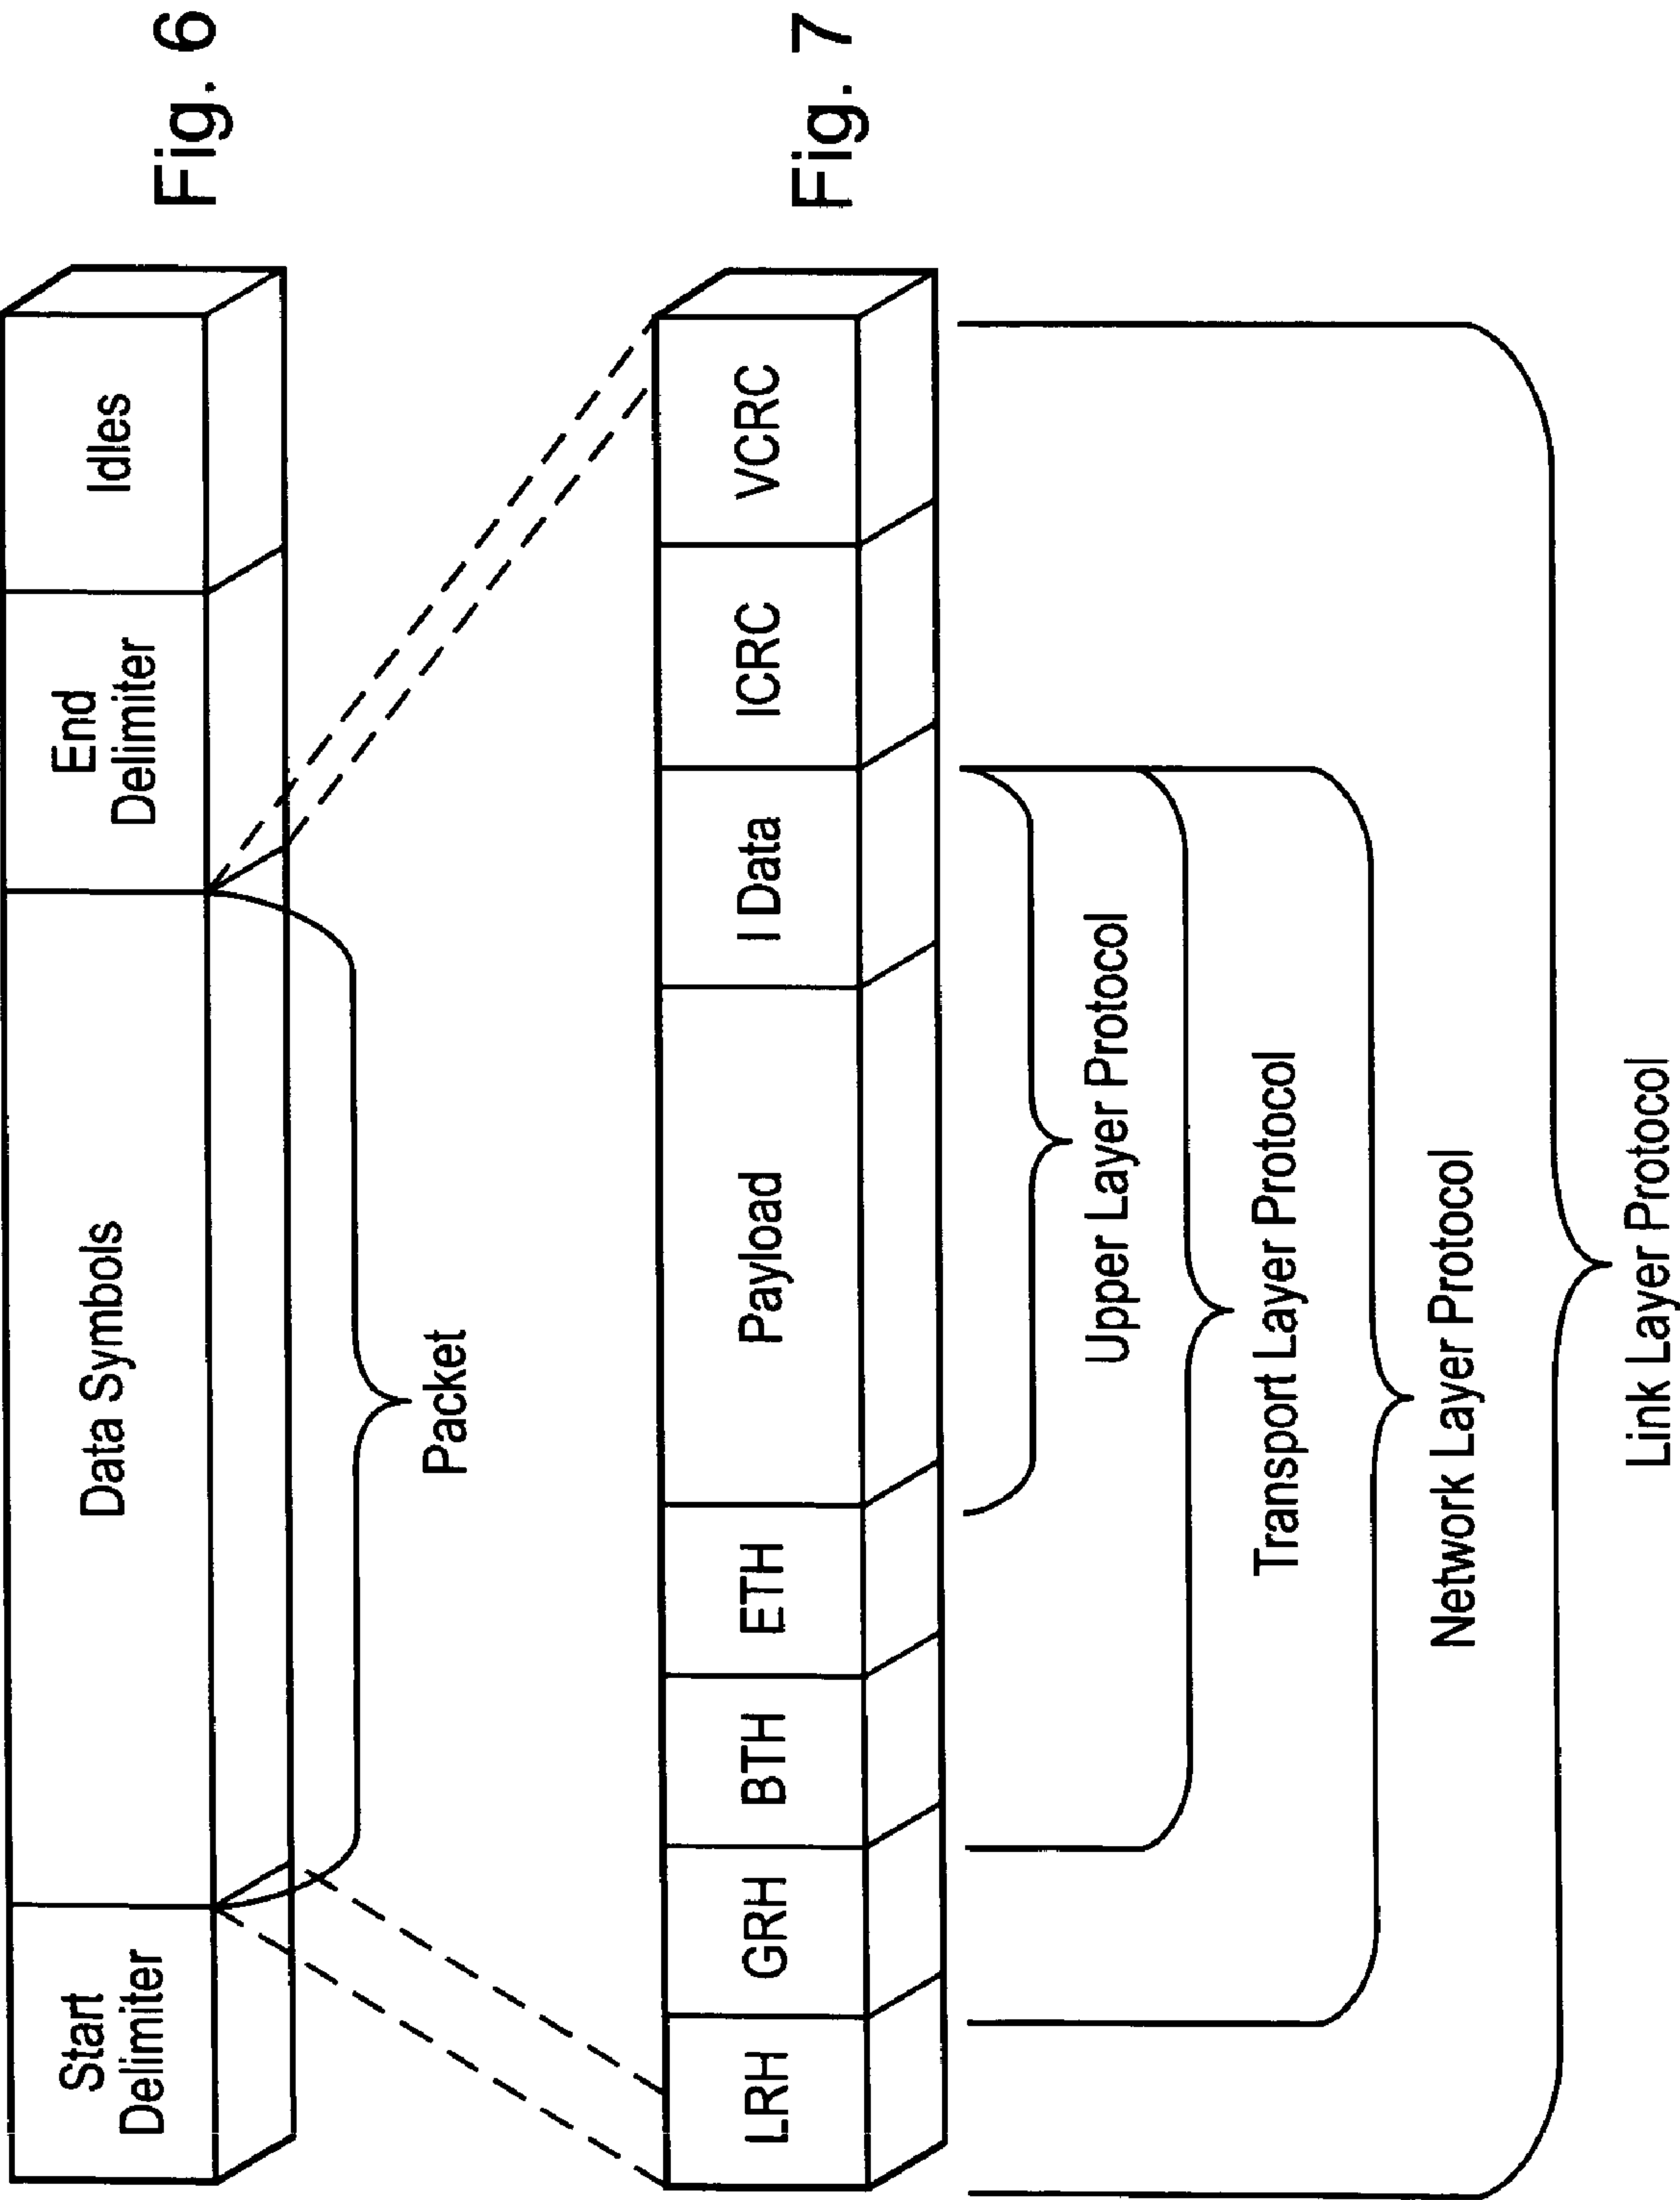 Start
Delimiter
Data Symbols
End
Delimiter
Idles
Packet
Fig. 6
LRH
GRH
BTH
ETH
Payload
I Data
ICRC
VCRC
Upper Layer Protocol
Transport Layer Protocol
Network Layer Protocol
Link Layer Protocol
Fig. 7